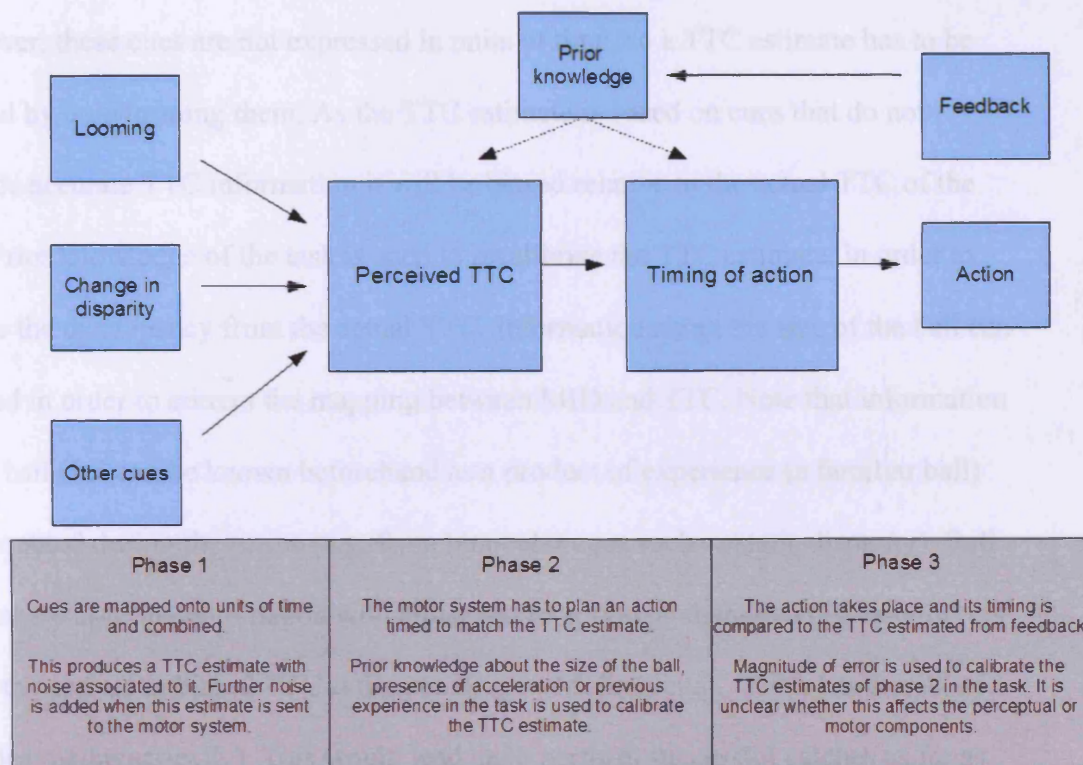 Prior
knowledge
Looming
Feedback
Change in
disparity
Perceived TTC
Timing of action
Action
Other cues
Phase 1
Cues are mapped onto units of time
and combined.
This produces a TTC estimate with
noise associated to it. Further noise
is added when this estimate is sent
to the motor system.
Phase 2
The motor system has to plan an action
timed to match the TTC estimate.
Prior knowledge about the size of the ball,
presence of acceleration or previous
experience in the task is used to calibrate
the TTC estimate.
Phase 3
The action takes place and its timing is
compared to the TTC estimated from feedback
Magnitude of error is used to calibrate the
TTC estimates of phase 2 in the task. It is
unclear whether this affects the perceptual or
motor components.